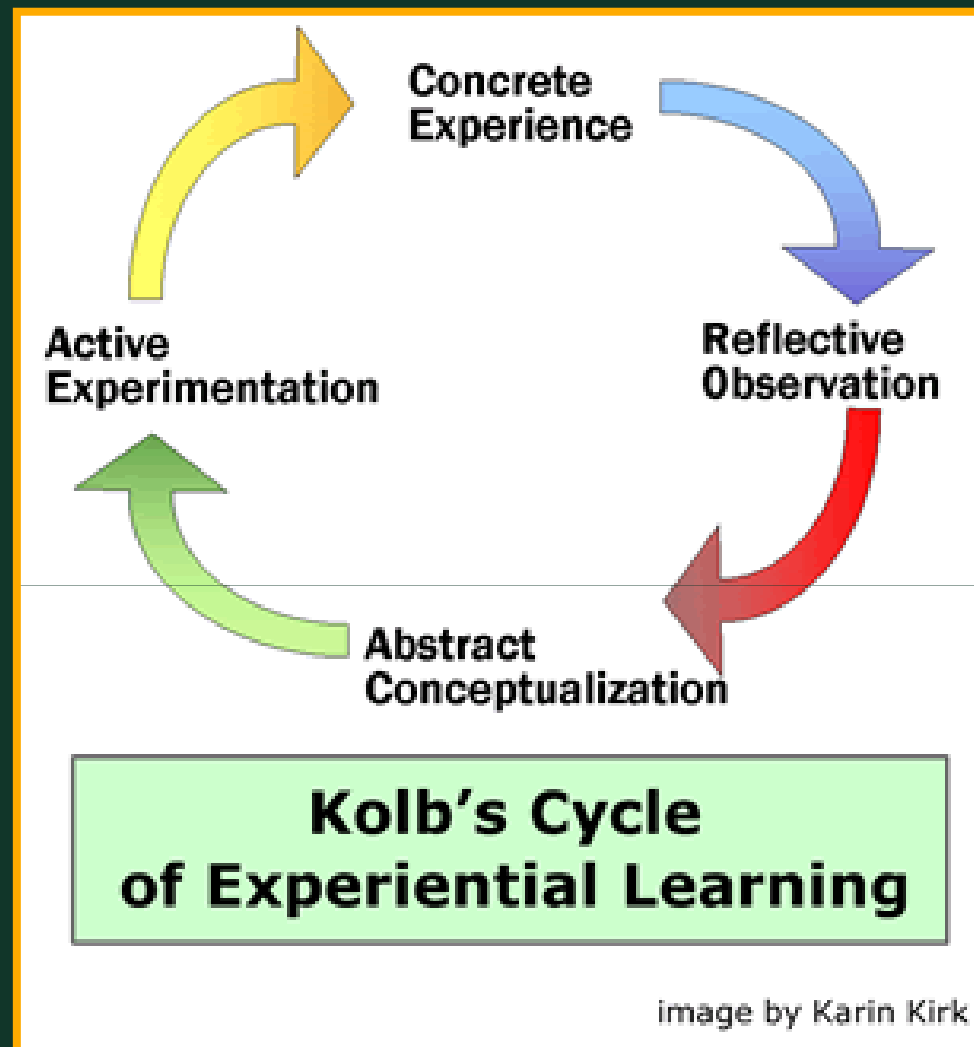 Concrete
Experience
Reflective
Observation
Abstract
Conceptualization
Active
Experimentation
Kolb's Cycle
of Experiential Learning
image by Karin Kirk